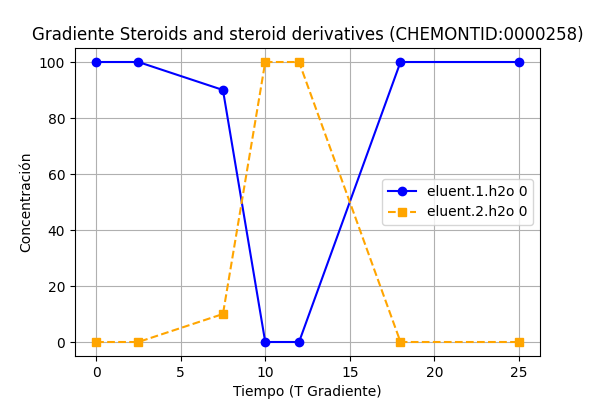 Gradiente Steroids and steroid derivatives (CHEMONTID:0000258)
100
80
60
40
20
0
Concentración
eluent.1.h2o 0
eluent.2.h2o 0
0 5 10 15 20 25
Tiempo (T Gradiente)